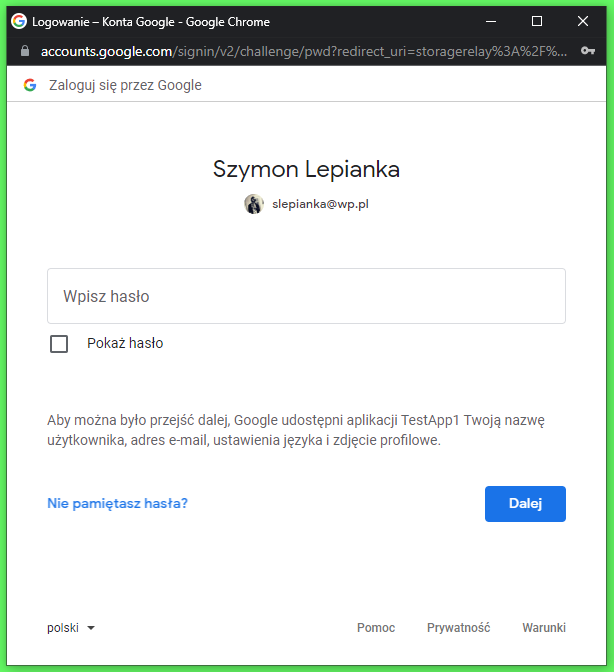 Logowanie – Konta Google - Google Chrome
accounts.google.com/signin/v2/challenge/pwd?redirect_uri=storagerelay%3A%2F%...
Zaloguj się przez Google
Szymon Lepianka
slepianka@wp.pl
Wpisz hasło
Pokaż hasło
Aby można było przejść dalej, Google udostępni aplikacji TestApp1 Twoją nazwę
użytkownika, adres e-mail, ustawienia języka i zdjęcie profilowe.
Nie pamiętasz hasła?
Dalej
polski
Pomoc
Prywatność
Warunki